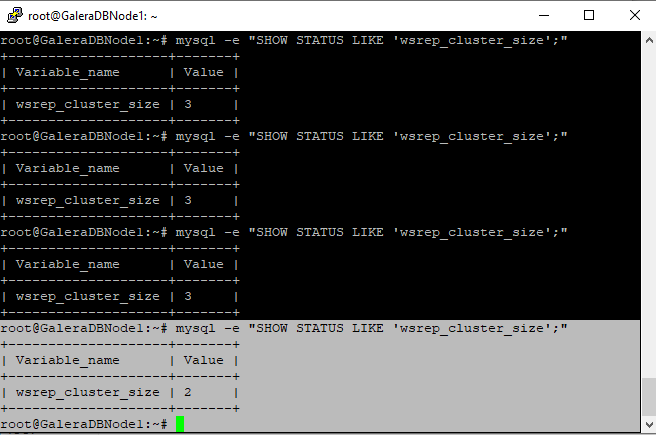 root@GaleraDBNode1: ~
root@GaleraDBNode1:~# mysql -e "SHOW STATUS LIKE 'wsrep_cluster_size';"
+--------------------+-------+
| Variable_name      | Value |
+--------------------+-------+
| wsrep_cluster_size | 3     |
+--------------------+-------+
root@GaleraDBNode1:~# mysql -e "SHOW STATUS LIKE 'wsrep_cluster_size';"
+--------------------+-------+
| Variable_name      | Value |
+--------------------+-------+
| wsrep_cluster_size | 3     |
+--------------------+-------+
root@GaleraDBNode1:~# mysql -e "SHOW STATUS LIKE 'wsrep_cluster_size';"
+--------------------+-------+
| Variable_name      | Value |
+--------------------+-------+
| wsrep_cluster_size | 3     |
+--------------------+-------+
root@GaleraDBNode1:~# mysql -e "SHOW STATUS LIKE 'wsrep_cluster_size';"
+--------------------+-------+
| Variable_name      | Value |
+--------------------+-------+
| wsrep_cluster_size | 2     |
+--------------------+-------+
root@GaleraDBNode1:~#